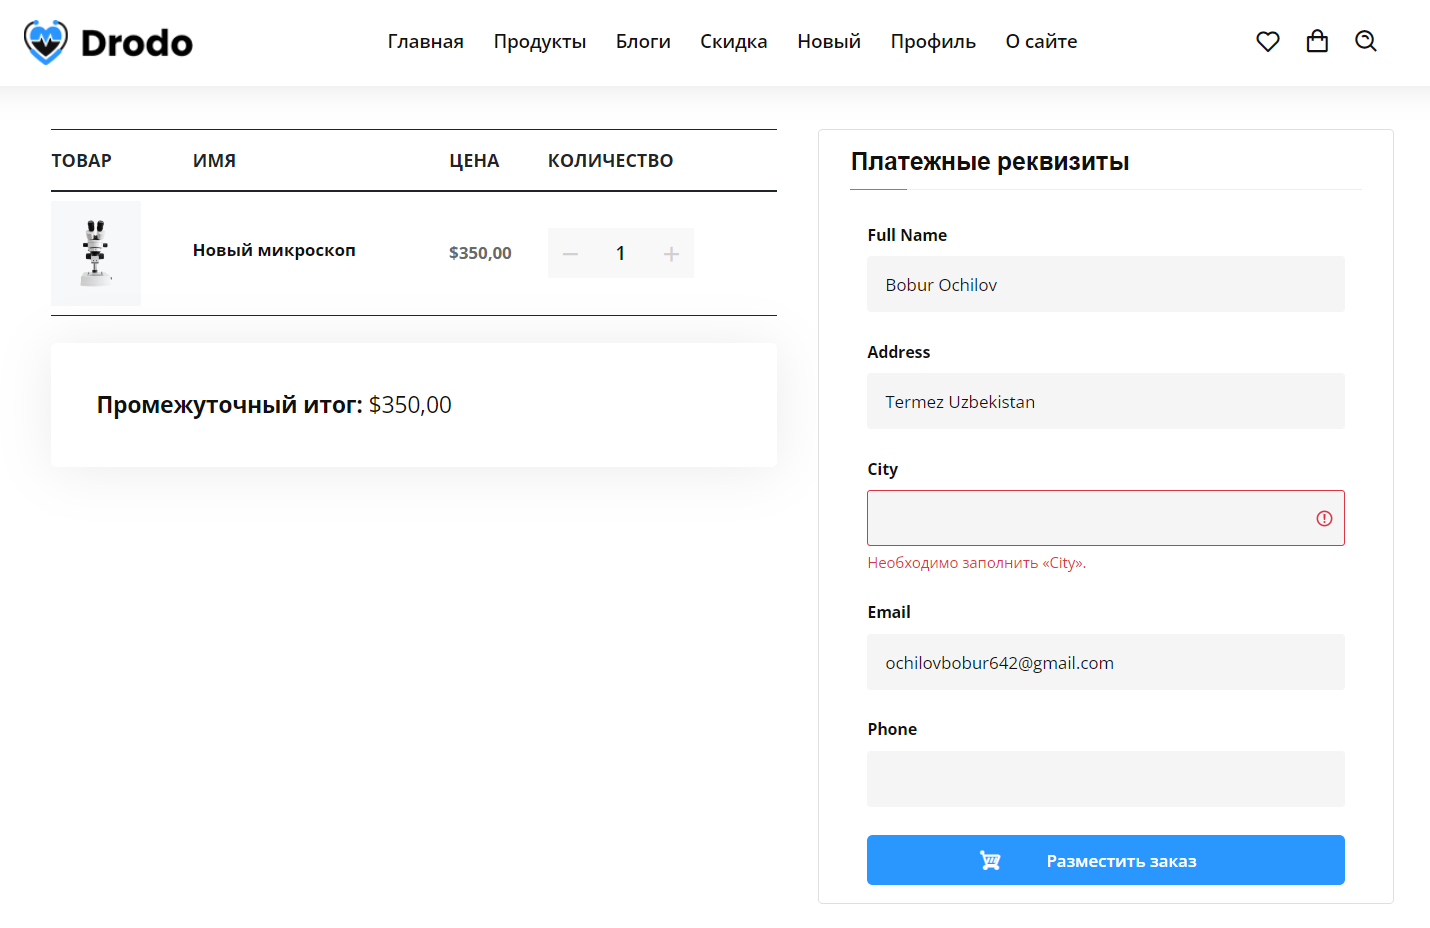 Drodo
Главная Продукты Блоги Скидка Новый Профиль О сайте
ТОВАР ИМЯ ЦЕНА КОЛИЧЕСТВО
Новый микроскоп $350,00 − 1 +
Промежуточный итог: $350,00
Платежные реквизиты
Full Name
Bobur Ochilov
Address
Termez Uzbekistan
City
Необходимо заполнить «City».
Email
ochilovbobur642@gmail.com
Phone
Разместить заказ